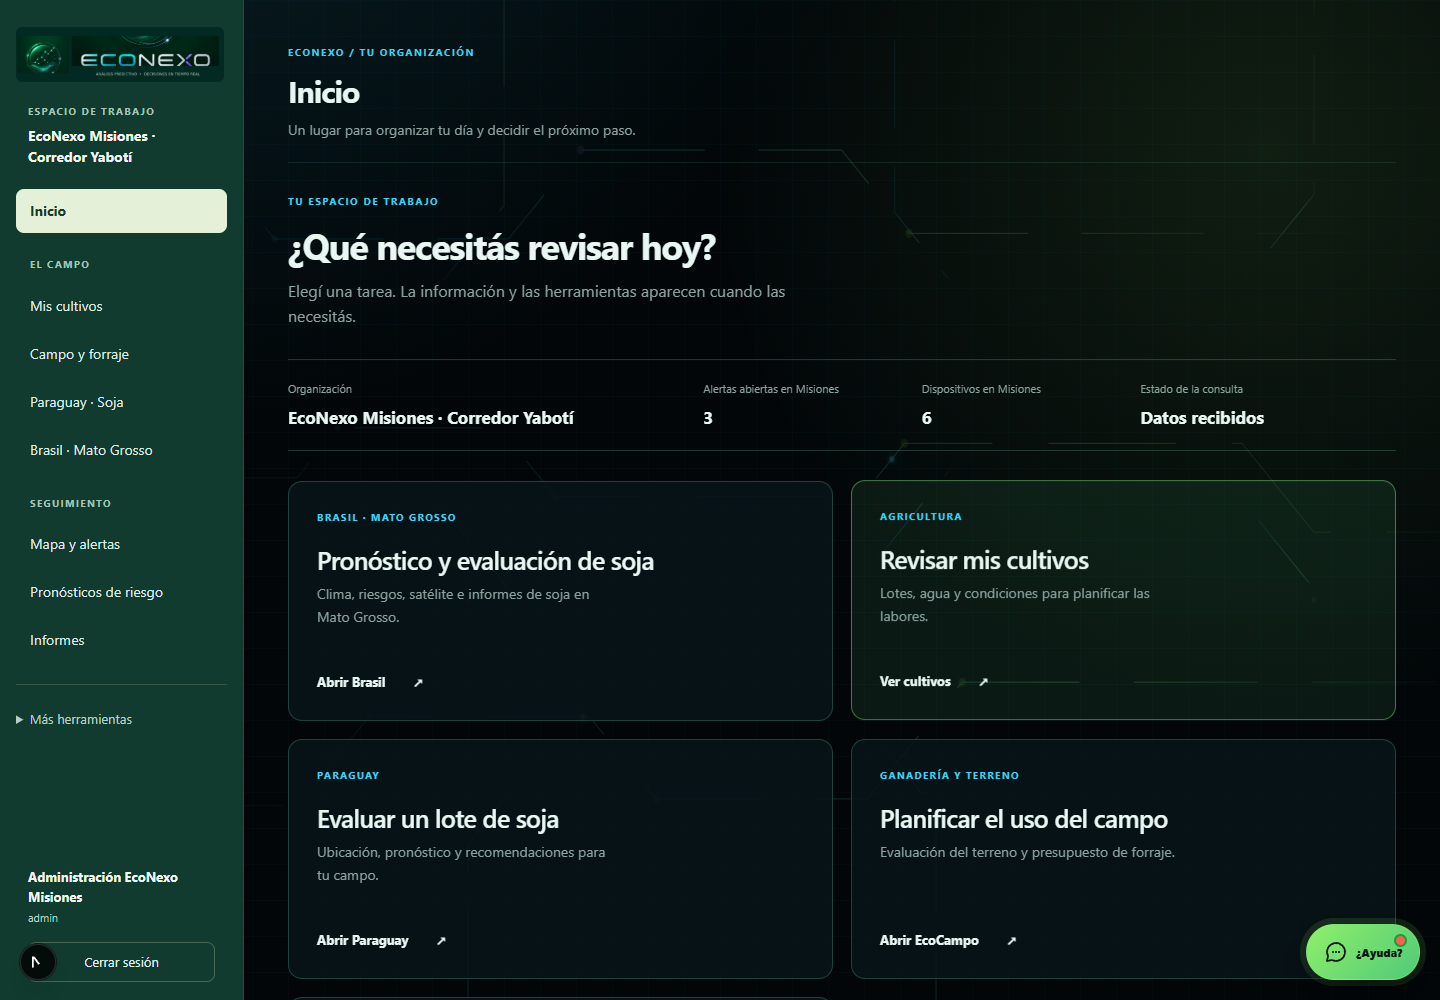 ECONEXO
ANÁLISIS PREDICTIVO • DECISIONES EN TIEMPO REAL
ESPACIO DE TRABAJO
EcoNexo Misiones ·
Corredor Yabotí
Inicio
EL CAMPO
Mis cultivos
Campo y forraje
Paraguay · Soja
Brasil · Mato Grosso
SEGUIMIENTO
Mapa y alertas
Pronósticos de riesgo
Informes
Más herramientas
Administración EcoNexo
Misiones
admin
Cerrar sesión
ECONEXO / TU ORGANIZACIÓN
Inicio
Un lugar para organizar tu día y decidir el próximo paso.
TU ESPACIO DE TRABAJO
¿Qué necesitás revisar hoy?
Elegí una tarea. La información y las herramientas aparecen cuando las
necesitás.
Organización
EcoNexo Misiones · Corredor Yabotí
Alertas abiertas en Misiones
3
Dispositivos en Misiones
6
Estado de la consulta
Datos recibidos
BRASIL · MATO GROSSO
Pronóstico y evaluación de soja
Clima, riesgos, satélite e informes de soja en
Mato Grosso.
Abrir Brasil ↗
AGRICULTURA
Revisar mis cultivos
Lotes, agua y condiciones para planificar las
labores.
Ver cultivos ↗
PARAGUAY
Evaluar un lote de soja
Ubicación, pronóstico y recomendaciones para
tu campo.
Abrir Paraguay ↗
GANADERÍA Y TERRENO
Planificar el uso del campo
Evaluación del terreno y presupuesto de forraje.
Abrir EcoCampo ↗
¿Ayuda?